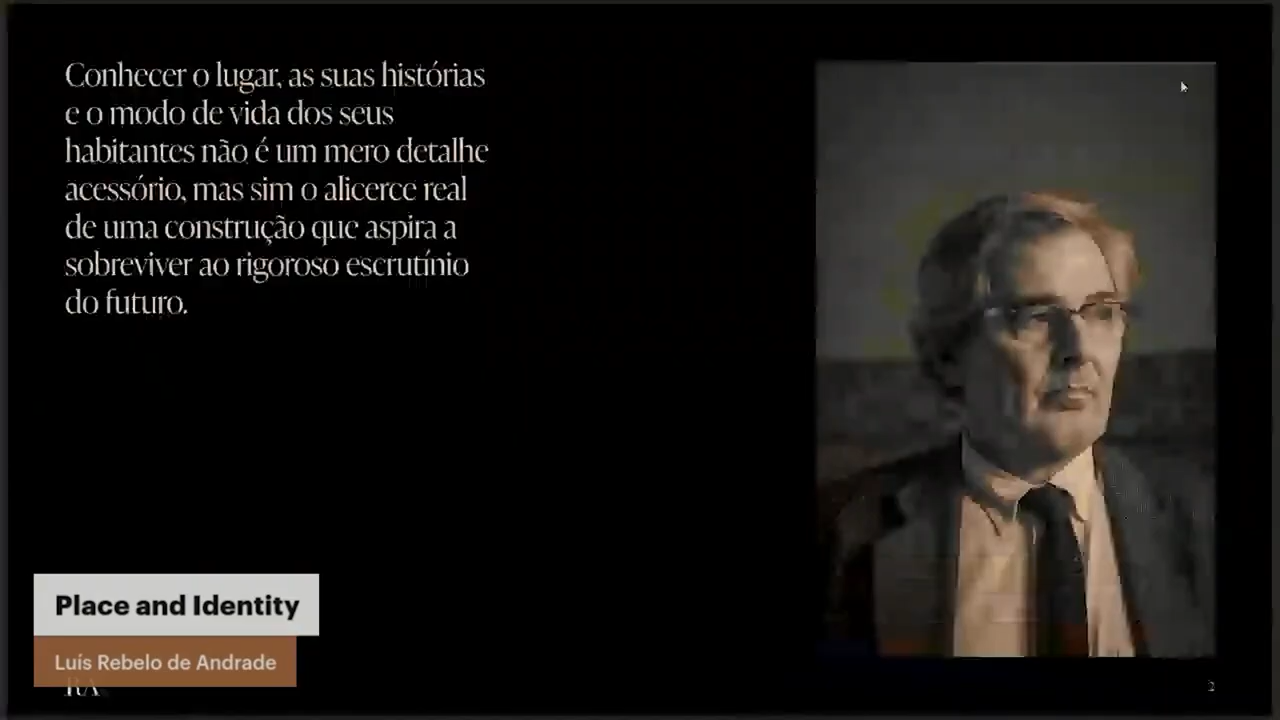 Conhecer o lugar, as suas histórias
e o modo de vida dos seus
habitantes não é um mero detalhe
acessório, mas sim o alicerce real
de uma construção que aspira a
sobreviver ao rigoroso escrutínio
do futuro.
Place and Identity
Luís Rebelo de Andrade
RA
2